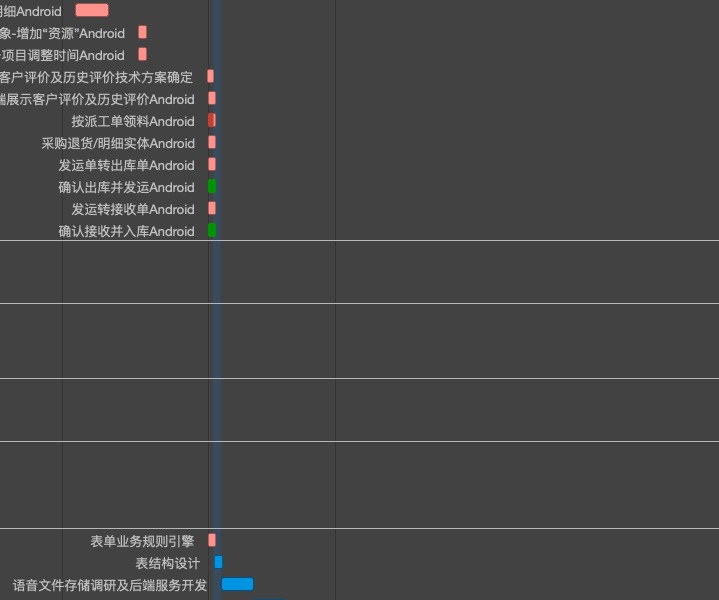 细Android
象-增加“资源”Android
项目调整时间Android
客户评价及历史评价技术方案确定
端展示客户评价及历史评价Android
按派工单领料Android
采购退货/明细实体Android
发运单转出库单Android
确认出库并发运Android
发运转接收单Android
确认接收并入库Android
表单业务规则引擎
表结构设计
语音文件存储调研及后端服务开发